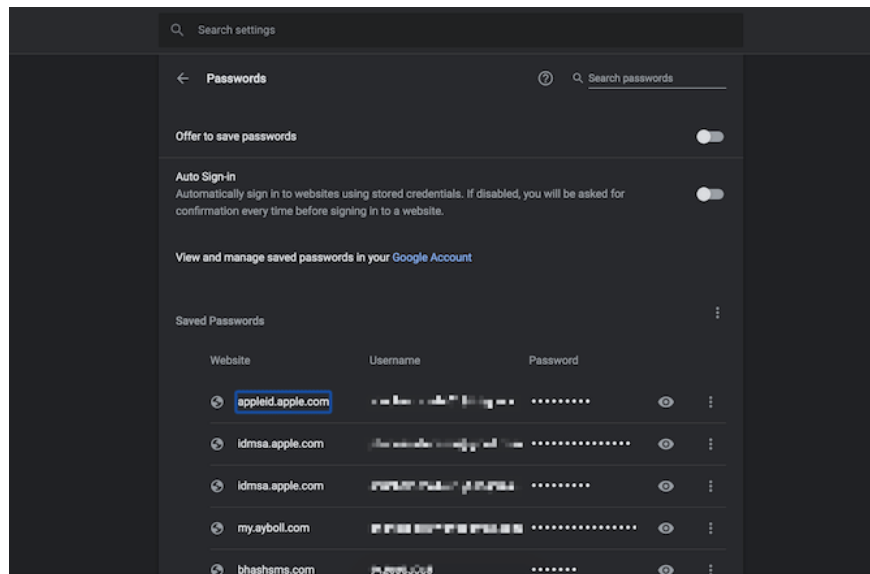 Search settings
Passwords
Search passwords
Offer to save passwords
Auto Sign-in
Automatically sign in to websites using stored credentials. If disabled, you will be asked for
confirmation every time before signing in to a website.
View and manage saved passwords in your Google Account
Saved Passwords
Website Username Password
appleid.apple.com
idmsa.apple.com
idmsa.apple.com
my.ayboll.com
bhashsms.com